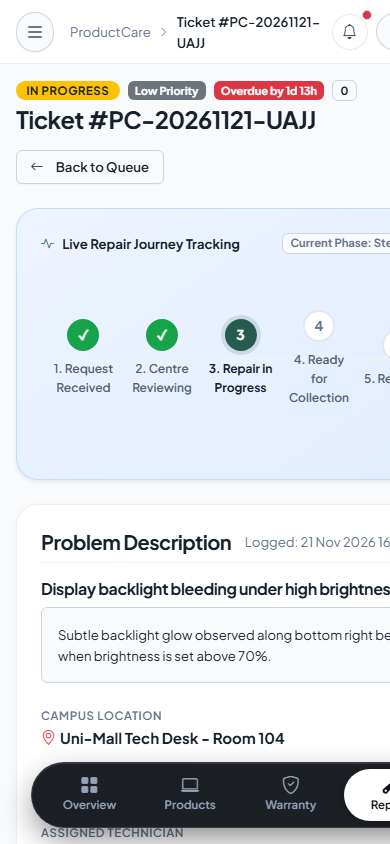 ProductCare
Ticket #PC-20261121-
UAJJ
IN PROGRESS
Low Priority
Overdue by 1d 13h
0
Ticket #PC-20261121-UAJJ
← Back to Queue
Live Repair Journey Tracking
Current Phase:
3
4
1. Request
Received
2. Centre
Reviewing
3. Repair in
Progress
4. Ready
for
Collection
5.
Problem Description
Logged: 21 Nov 2026 16
Display backlight bleeding under high
Subtle backlight glow observed along bottom right
when brightness is set above 70%.
CAMPUS LOCATION
Uni-Mall Tech Desk - Room 104
Overview
Products
Warranty
ASSIGNED TECHNICIAN